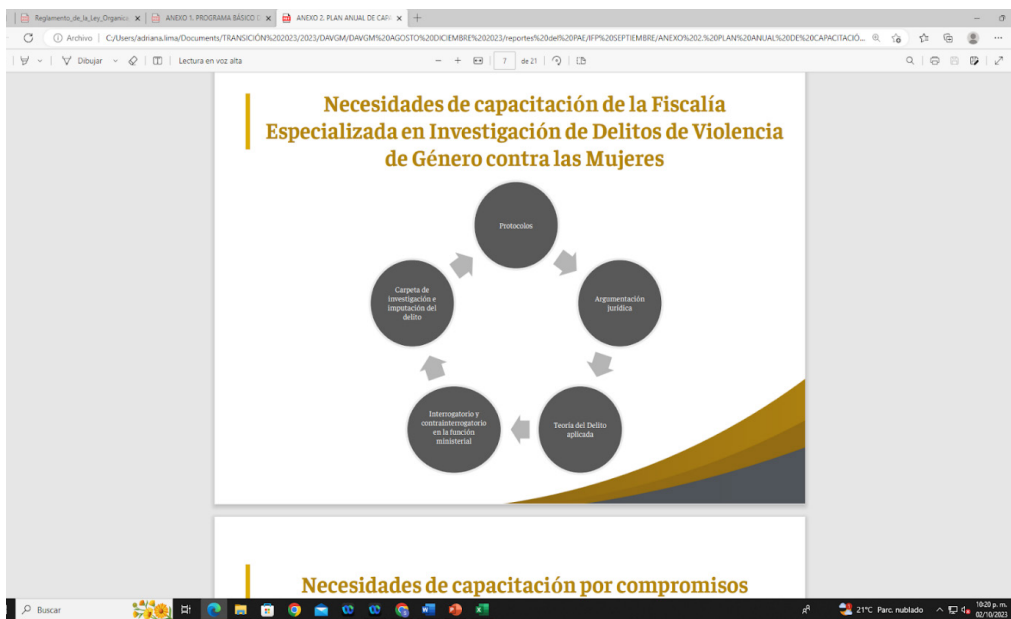 Reglamento_de_la_Ley_Organica
ANEXO 1. PROGRAMA BÁSICO D
ANEXO 2. PLAN ANUAL DE CAPA
Archivo
C:/Users/adriana.lima/Documents/TRANSICIÓN%202023/2023/DAVGM/DAVGM%20AGOSTO%20DICIEMBRE%202023/reportes%20del%20PAE/IFP%20SEPTIEMBRE/ANEXO%202.%20PLAN%20ANUAL%20DE%20CAPACITACIÓ...
Dibujar
Lectura en voz alta
7 de 21
Necesidades de capacitación de la Fiscalía
Especializada en Investigación de Delitos de Violencia
de Género contra las Mujeres
Protocolos
Argumentación
jurídica
Teoría del Delito
aplicada
Interrogatorio y
contrainterrogatorio
en la función
ministerial
Carpeta de
investigación e
imputación del
delito
Necesidades de capacitación por compromisos
Buscar
21°C Parc. nublado
10:20 p. m.
02/10/2023